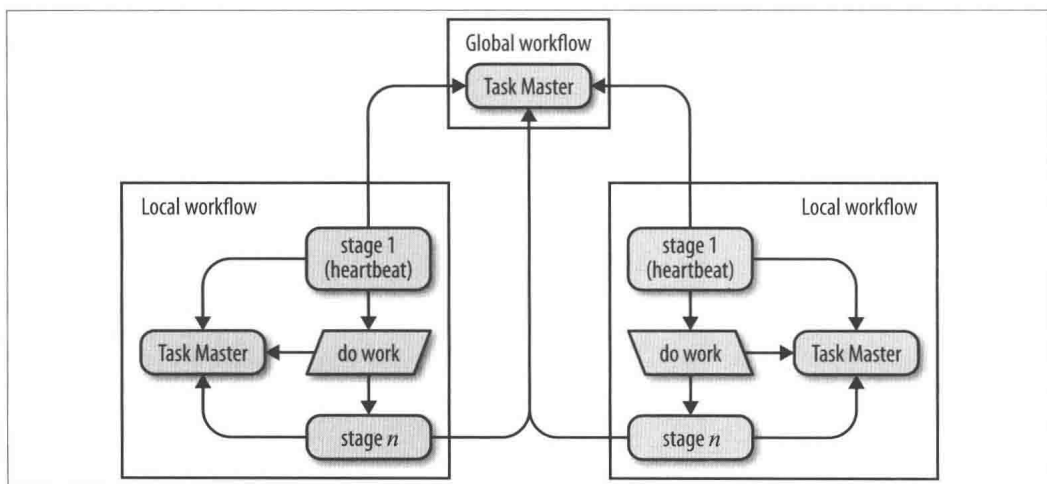 Global workflow
Task Master
Local workflow
stage 1
(heartbeat)
Task Master
do work
stage n
Local workflow
stage 1
(heartbeat)
do work
Task Master
stage n